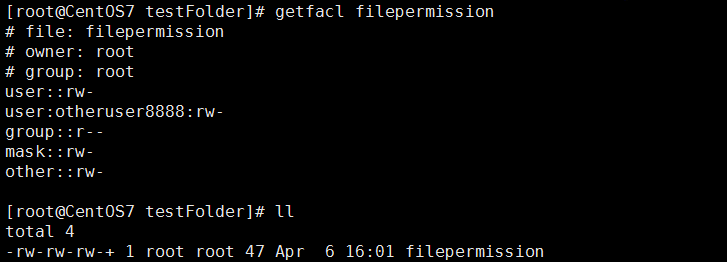 [root@CentOS7 testFolder]# getfacl filepermission
# file: filepermission
# owner: root
# group: root
user::rw-
user:otheruser8888:rw-
group::r--
mask::rw-
other::rw-
[root@CentOS7 testFolder]# ll
total 4
-rw-rw-rw-+ 1 root root 47 Apr  6 16:01 filepermission